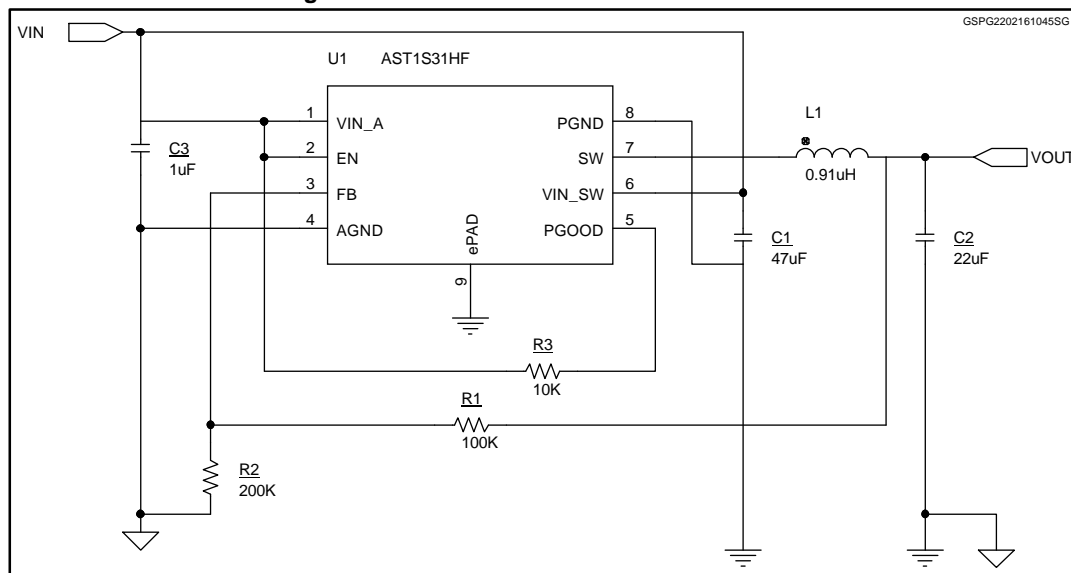 GSPG2202161045SG
VIN
U1 AST1S31HF
1 VIN_A
2 EN
3 FB
4 AGND
PGND 8
SW 7
VIN_SW 6
PGOOD 5
ePAD
9
C3
1uF
L1
0.91uH
VOUT
C1
47uF
C2
22uF
R3
10K
R1
100K
R2
200K